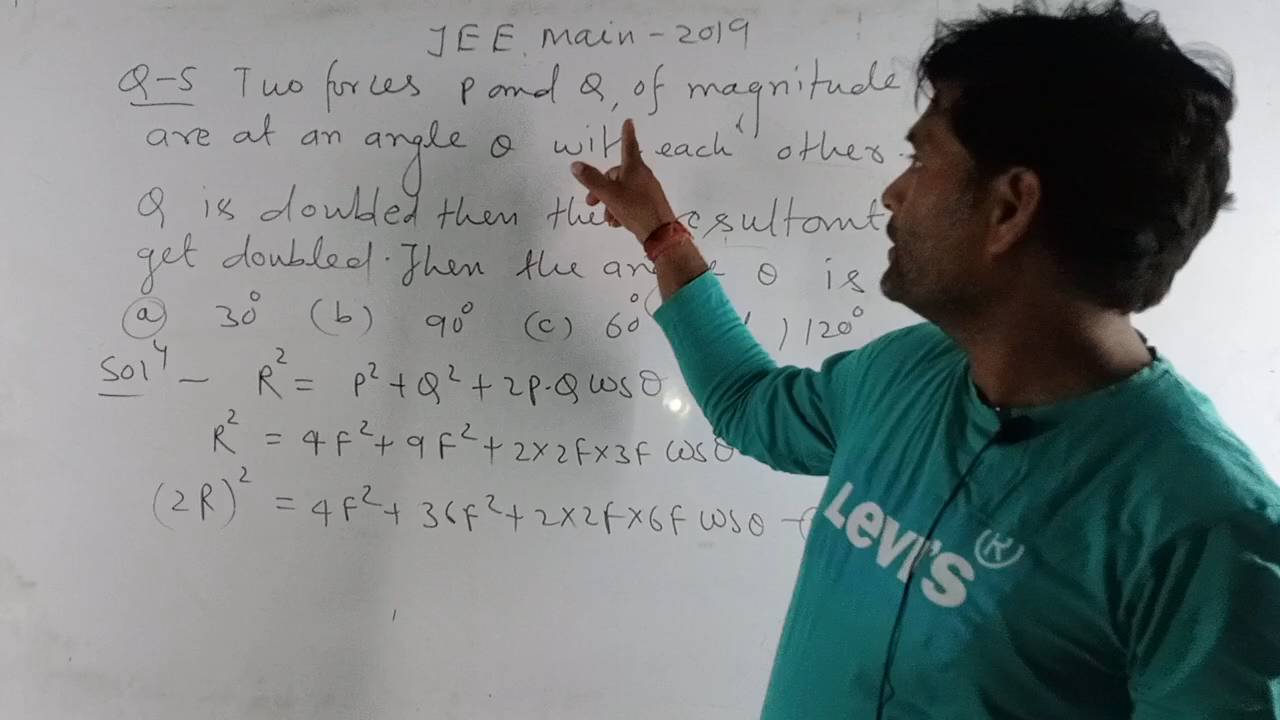 JEE Main - 2019
Q-5 Two forces P and Q, of magnitude
are at an angle θ with each other.
Q is doubled then the resultant
get doubled. Then the angle θ is
(a) 30° (b) 90° (c) 60° ) 120°
Sol4 - R² = P² + Q² + 2P.Q cosθ
R² = 4F² + 9F² + 2×2F×3F cosθ
(2R)² = 4F² + 36F² + 2×2F×6F cosθ -
LEVI'S ®